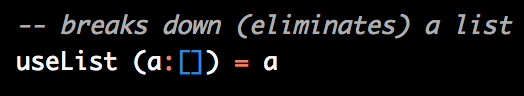 -- breaks down (eliminates) a list
useList (a:[]) = a